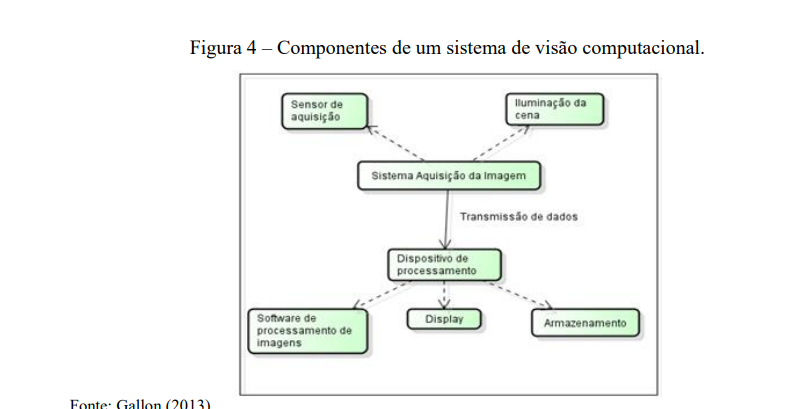 Figura 4 – Componentes de um sistema de visão computacional.
Sensor de
aquisição
Iluminação da
cena
Sistema Aquisição da Imagem
Transmissão de dados
Dispositivo de
processamento
Software de
processamento de
imagens
Display
Armazenamento
Fonte: Gallon (2013)